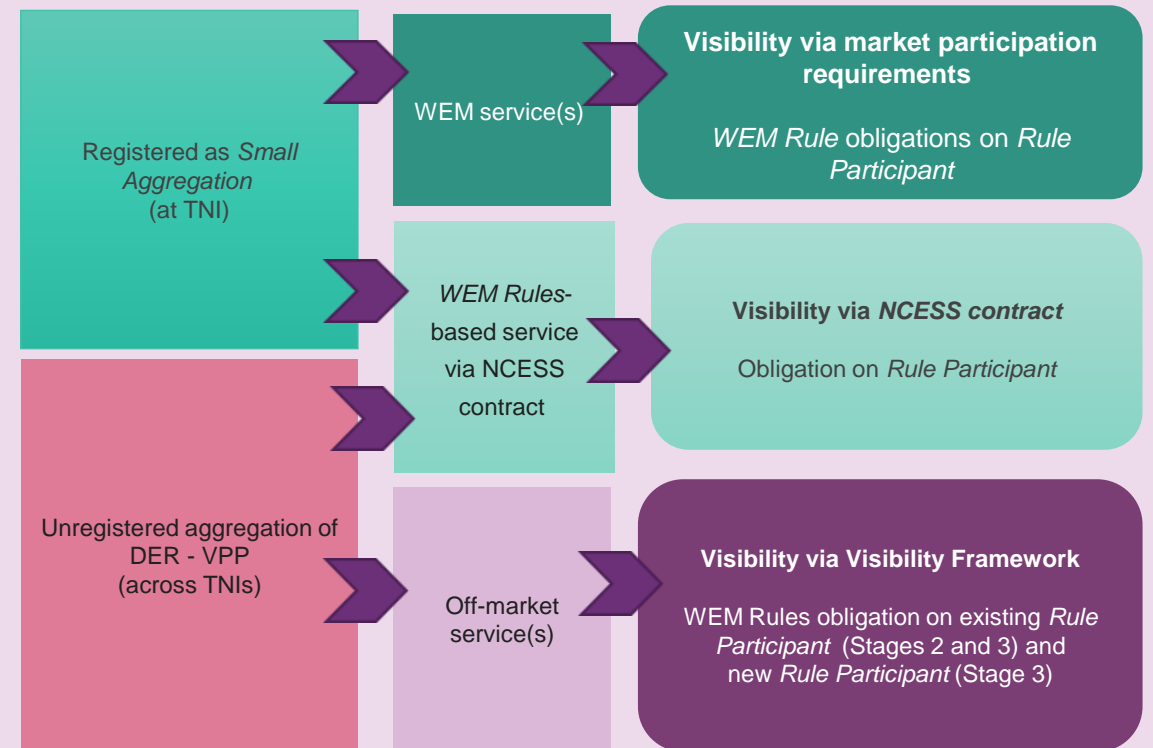 Registered as Small
Aggregation
(at TNI)
Unregistered aggregation of
DER - VPP
(across TNIs)
WEM service(s)
WEM Rules-
based service
via NCESS
contract
Off-market
service(s)
Visibility via market participation
requirements
WEM Rule obligations on Rule
Participant
Visibility via NCESS contract
Obligation on Rule Participant
Visibility via Visibility Framework
WEM Rules obligation on existing Rule
Participant (Stages 2 and 3) and
new Rule Participant (Stage 3)